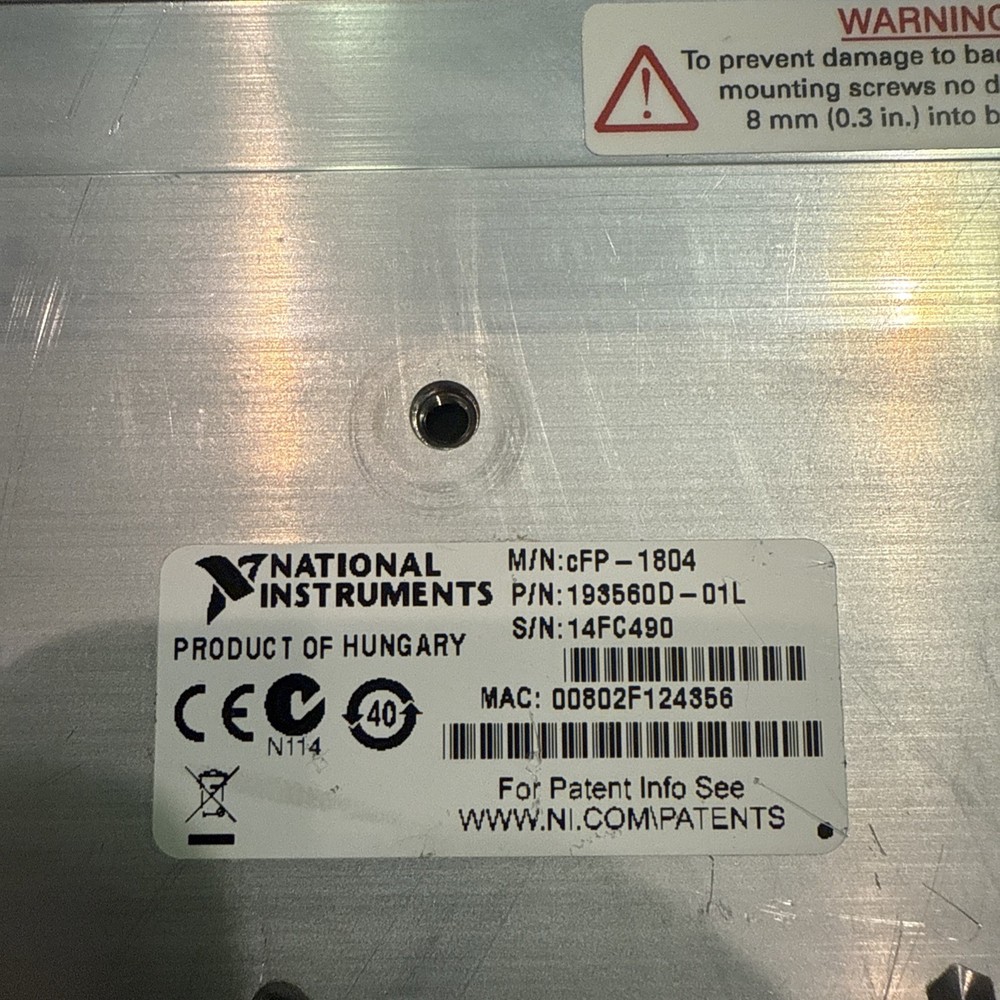 WARNING
To prevent damage to
mounting screws no
8 mm (0.3 in.) into
NATIONAL
INSTRUMENTS
M/N:cFP-1804
P/N:193560D-01L
S/N:14FC490
PRODUCT OF HUNGARY
MAC: 00802F124356
CE
N114
40
For Patent Info See
WWW.NI.COM\PATENTS